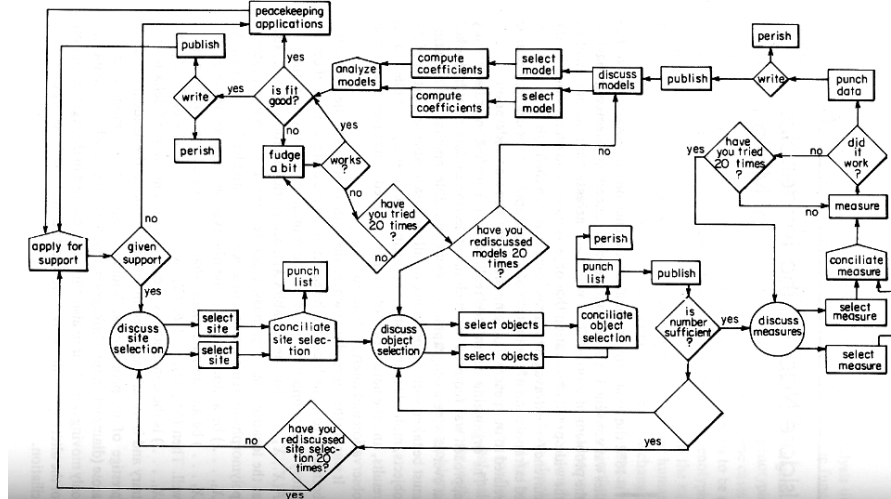 peacekeeping
applications
publish
yes
write
yes
is fit
good?
perish
no
fudge
a bit
yes
works
?
no
analyze
models
compute
coefficients
select
model
compute
coefficients
select
model
discuss
models
publish
perish
write
punch
data
have
you tried
20 times
?
yes
no
no
did
it
work?
measure
have
you tried
20 times
?
no
have you
rediscussed
models 20
times?
no
no
apply for
support
given
support
yes
discuss
site
selection
select
site
select
site
punch
list
conciliate
site selec-
tion
discuss
object
selection
select objects
select objects
perish
punch
list
conciliate
object
selection
publish
is
number
sufficient
?
yes
discuss
measures
conciliate
measure
select
measure
select
measure
yes
have you
rediscussed
site selec-
tion 20
times?
no
yes